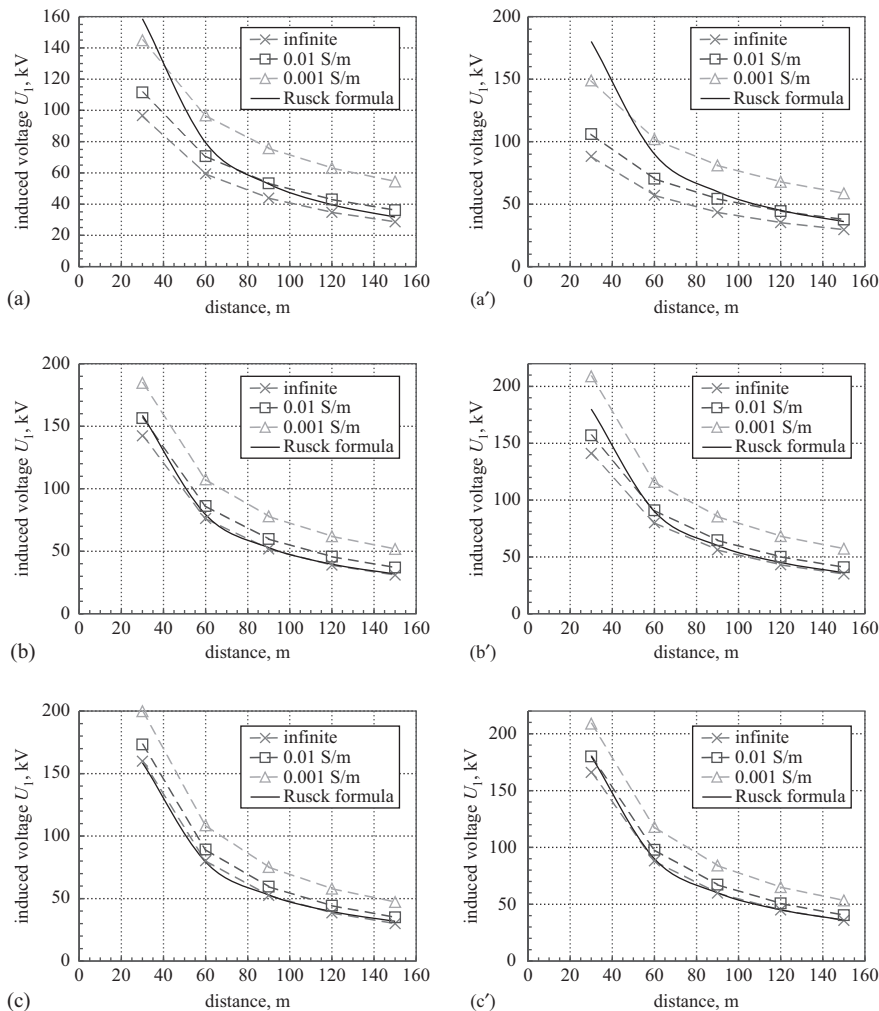 160
140
120
100
80
60
40
20
0
induced voltage U₁, kV
infinite
0.01 S/m
0.001 S/m
Rusck formula
0 20 40 60 80 100 120 140 160
distance, m
(a)
200
150
100
50
0
induced voltage U₁, kV
infinite
0.01 S/m
0.001 S/m
Rusck formula
0 20 40 60 80 100 120 140 160
distance, m
(a′)
200
150
100
50
0
induced voltage U₁, kV
infinite
0.01 S/m
0.001 S/m
Rusck formula
0 20 40 60 80 100 120 140 160
distance, m
(b)
200
150
100
50
0
induced voltage U₁, kV
infinite
0.01 S/m
0.001 S/m
Rusck formula
0 20 40 60 80 100 120 140 160
distance, m
(b′)
200
150
100
50
0
induced voltage U₁, kV
infinite
0.01 S/m
0.001 S/m
Rusck formula
0 20 40 60 80 100 120 140 160
distance, m
(c)
200
150
100
50
0
induced voltage U₁, kV
infinite
0.01 S/m
0.001 S/m
Rusck formula
0 20 40 60 80 100 120 140 160
distance, m
(c′)